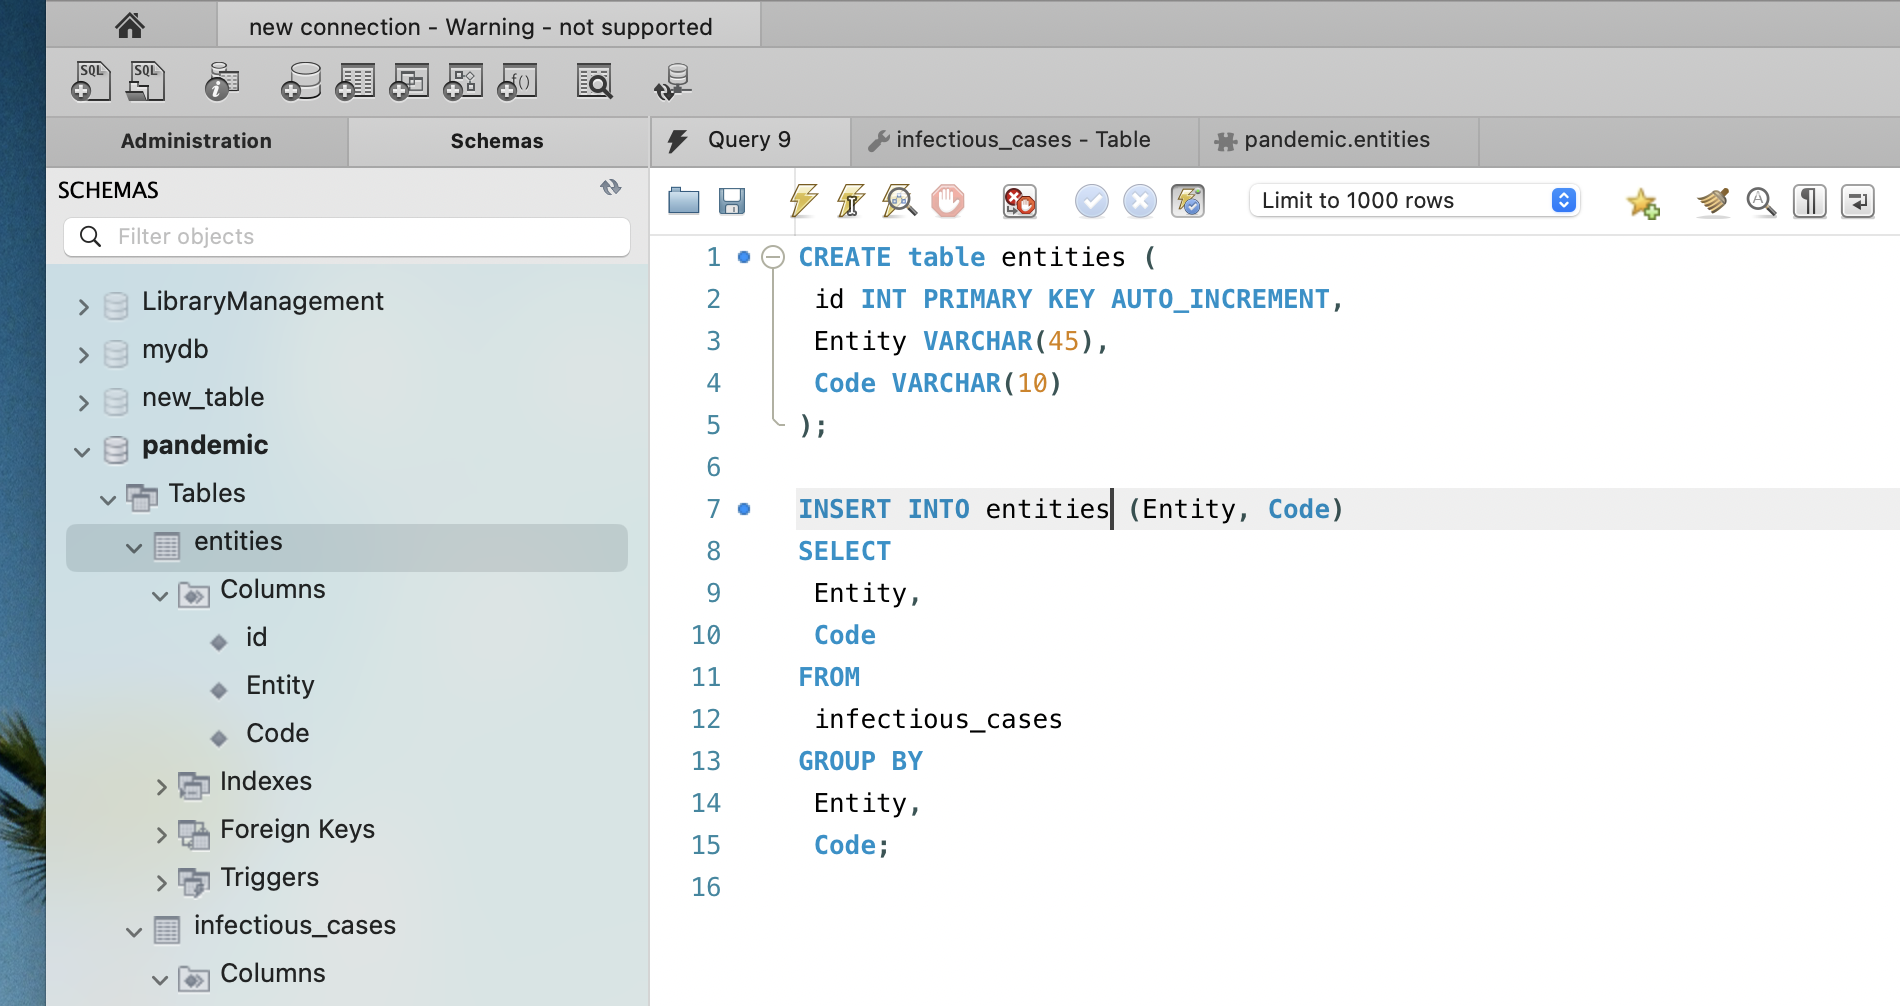 new connection - Warning - not supported
SQL SQL i f()
Administration Schemas Query 9 infectious_cases - Table pandemic.entities
SCHEMAS
Limit to 1000 rows
Filter objects
LibraryManagement
mydb
new_table
pandemic
Tables
entities
Columns
id
Entity
Code
Indexes
Foreign Keys
Triggers
infectious_cases
Columns
1 CREATE table entities (
2 id INT PRIMARY KEY AUTO_INCREMENT,
3 Entity VARCHAR(45),
4 Code VARCHAR(10)
5 );
6
7 INSERT INTO entities (Entity, Code)
8 SELECT
9 Entity,
10 Code
11 FROM
12 infectious_cases
13 GROUP BY
14 Entity,
15 Code;
16